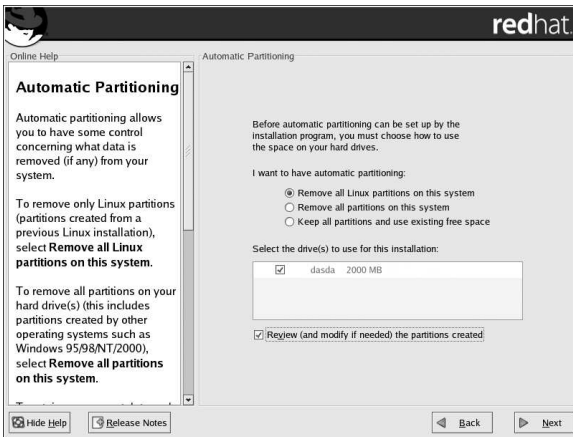 redhat.
Online Help
Automatic Partitioning
Automatic partitioning allows
you to have some control
concerning what data is
removed (if any) from your
system.
To remove only Linux partitions
(partitions created from a
previous Linux installation),
select Remove all Linux
partitions on this system.
To remove all partitions on your
hard drive(s) (this includes
partitions created by other
operating systems such as
Windows 95/98/NT/2000),
select Remove all partitions
on this system.
Automatic Partitioning
Before automatic partitioning can be set up by the
installation program, you must choose how to use
the space on your hard drives.
I want to have automatic partitioning:
Remove all Linux partitions on this system
Remove all partitions on this system
Keep all partitions and use existing free space
Select the drive(s) to use for this installation:
dasda 2000 MB
Review (and modify if needed) the partitions created
Hide Help
Release Notes
Back
Next